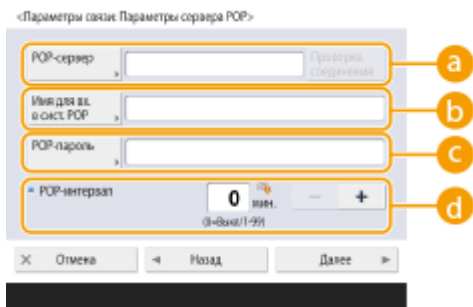 <Параметры связи: Параметры сервера POP>
POP-сервер
Проверка
соединения
a
Имя для вх.
в сист. POP
b
POP-пароль
c
POP-интервал
0 мин.
− +
(0=Выкл/1-99)
d
× Отмена ◄ Назад Далее ►